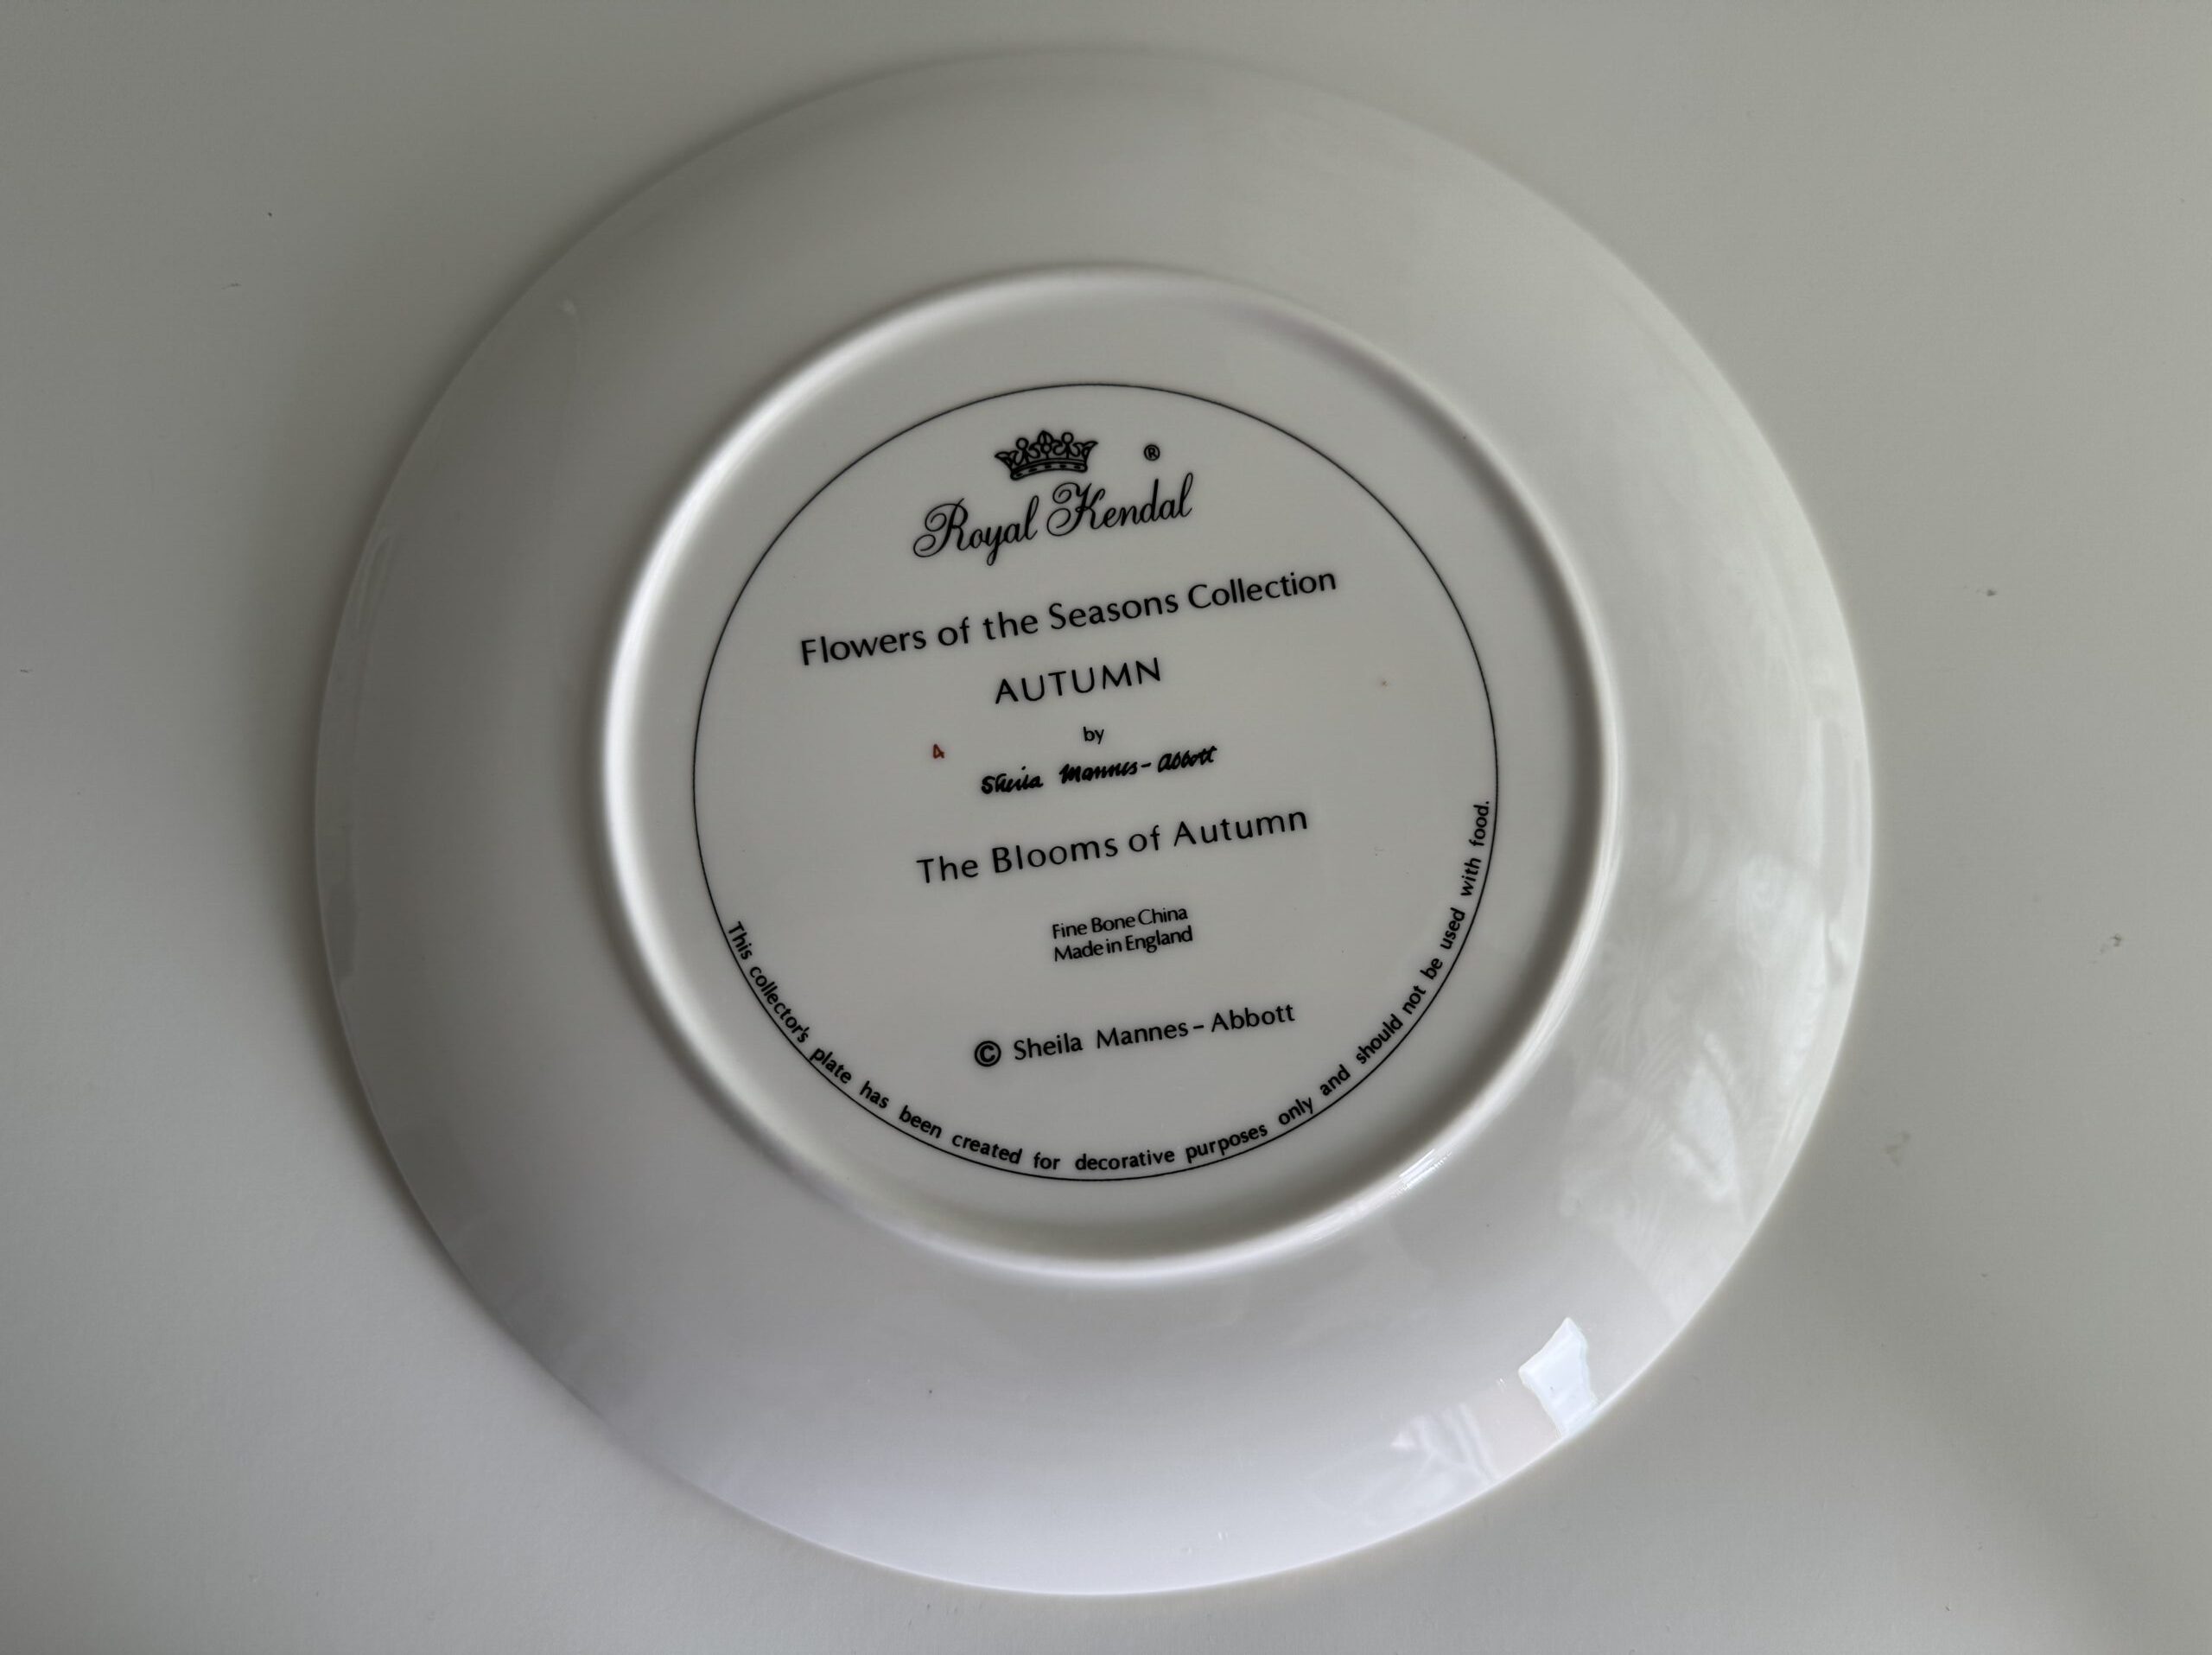 ®
Royal Kendal
Flowers of the Seasons Collection
AUTUMN
by
4
Sheila Mannes-Abbott
The Blooms of Autumn
Fine Bone China
Made in England
© Sheila Mannes-Abbott
This collector's plate has been created for decorative purposes only and should not be used with food.